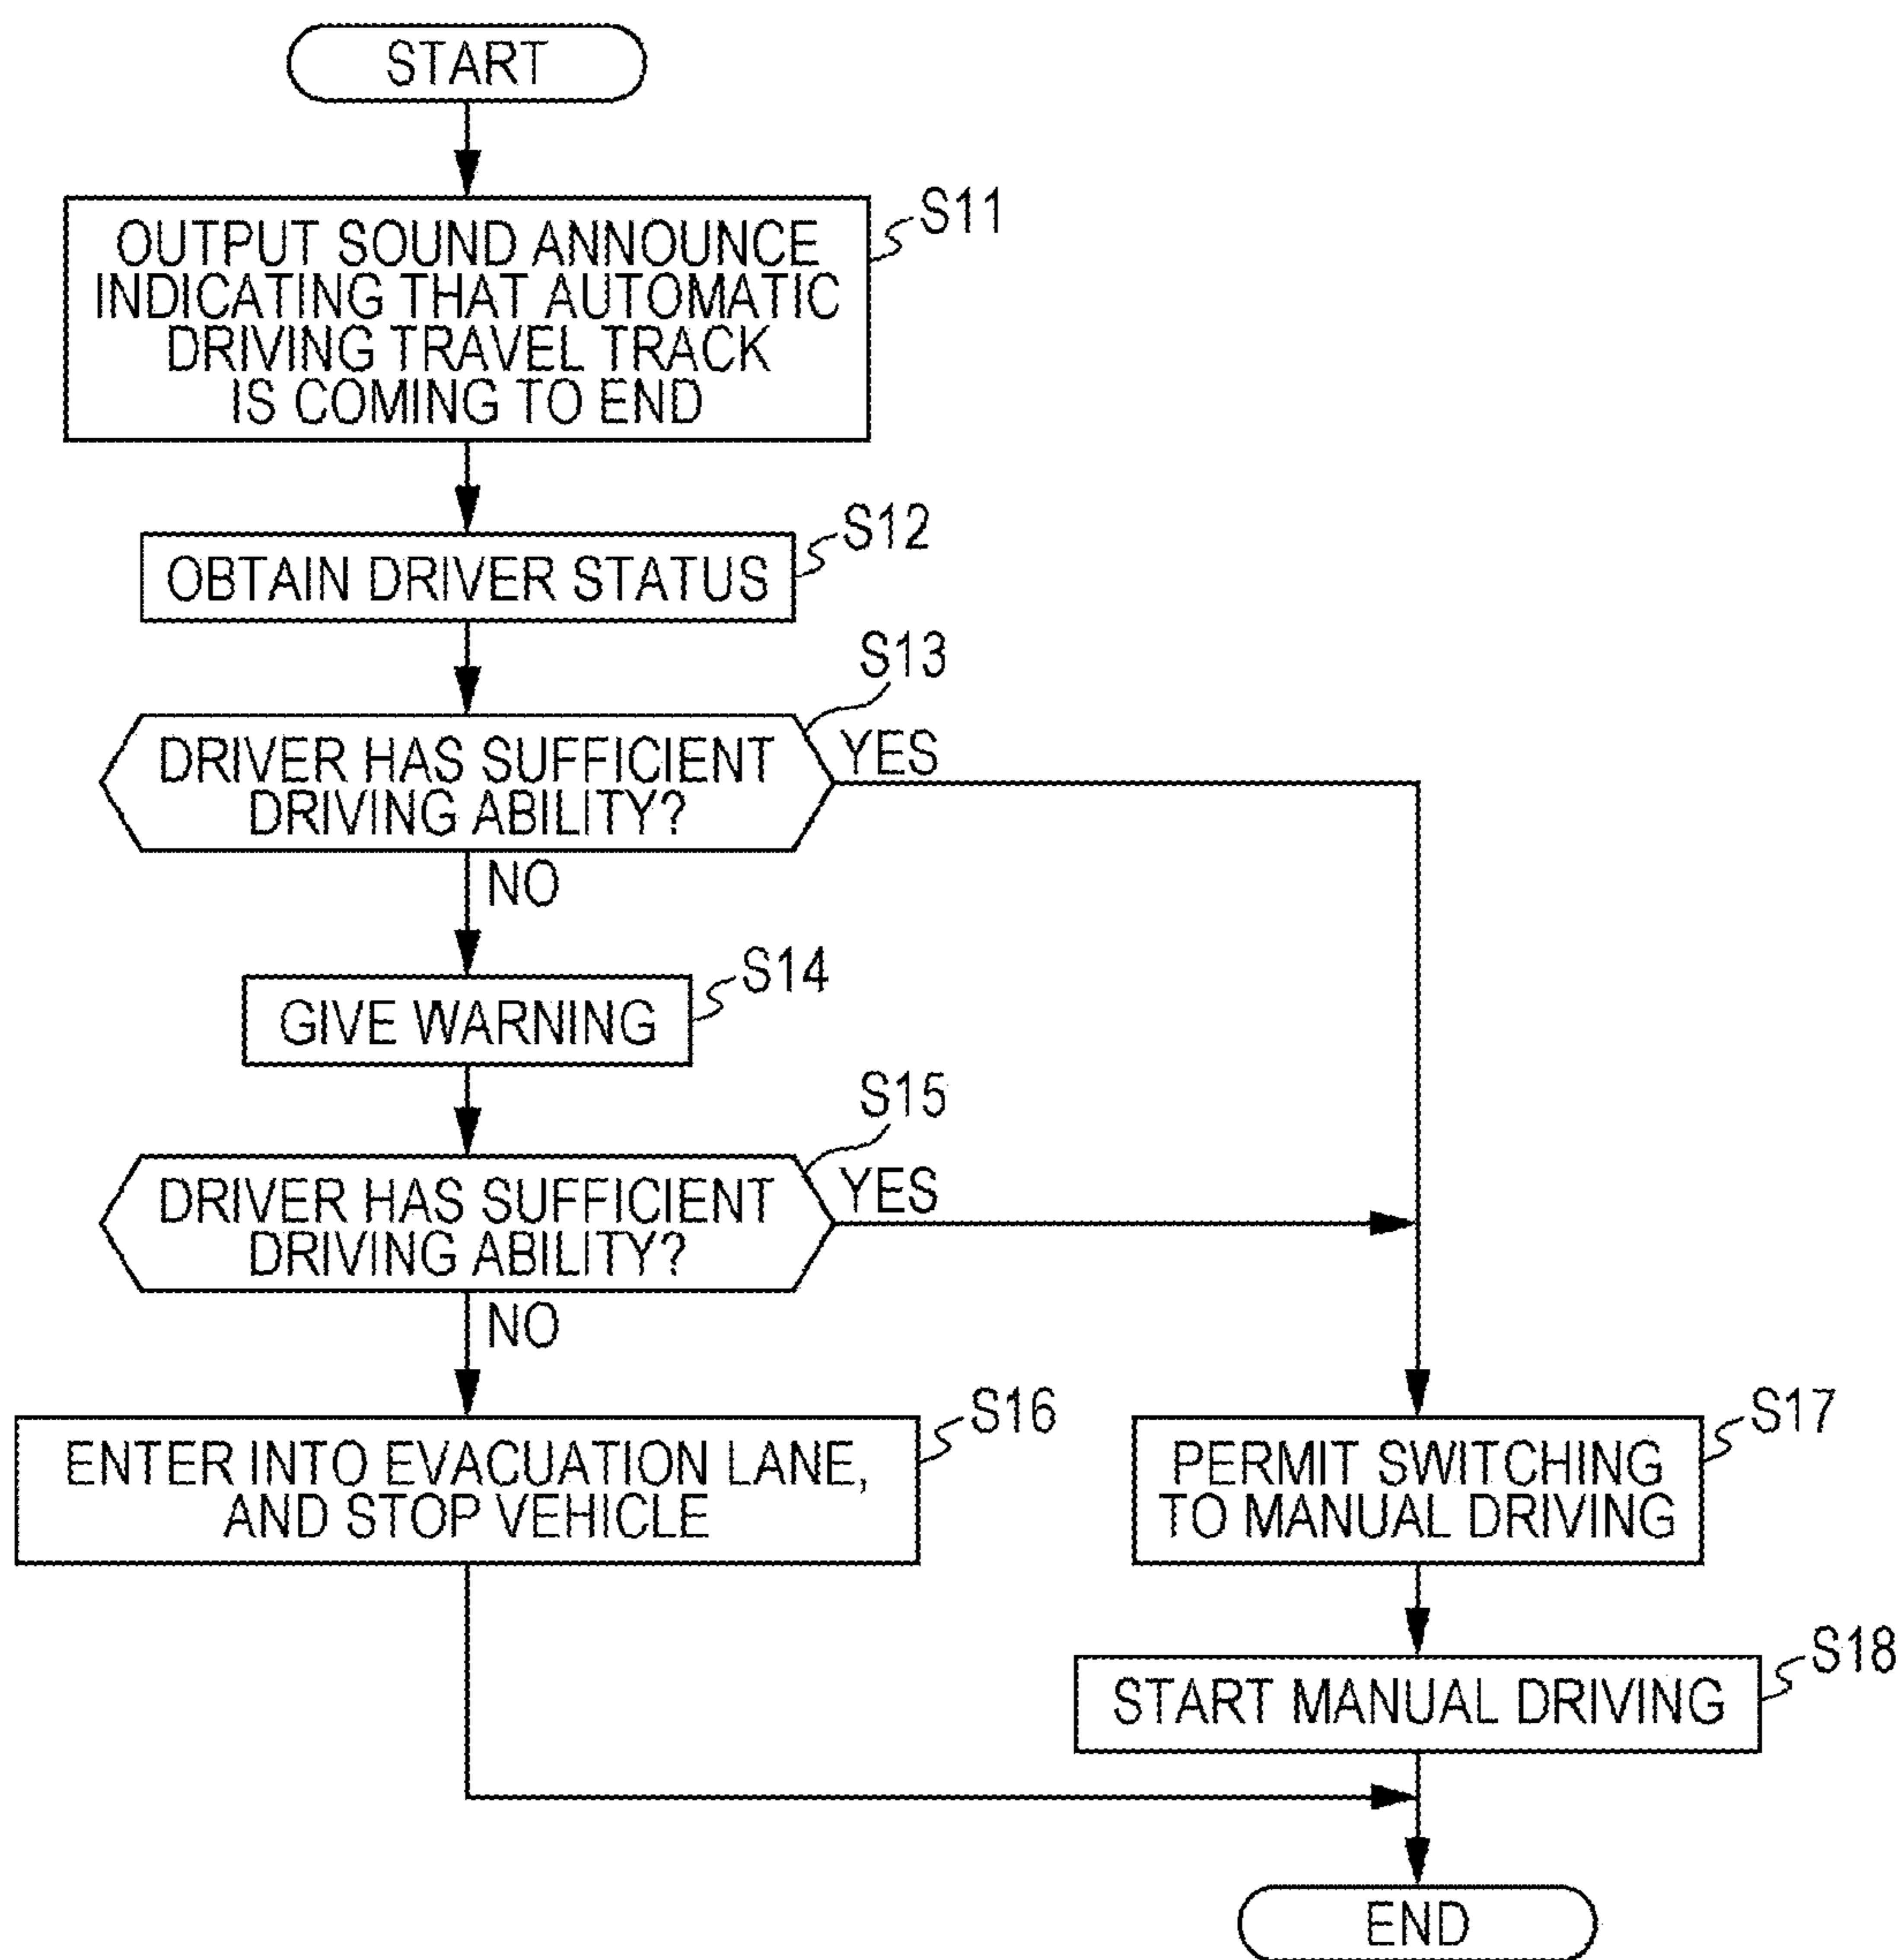 START
S11
OUTPUT SOUND ANNOUNCE
INDICATING THAT AUTOMATIC
DRIVING TRAVEL TRACK
IS COMING TO END
S12
OBTAIN DRIVER STATUS
S13
DRIVER HAS SUFFICIENT
DRIVING ABILITY?
YES
NO
S14
GIVE WARNING
S15
DRIVER HAS SUFFICIENT
DRIVING ABILITY?
YES
NO
S16
ENTER INTO EVACUATION LANE,
AND STOP VEHICLE
S17
PERMIT SWITCHING
TO MANUAL DRIVING
S18
START MANUAL DRIVING
END